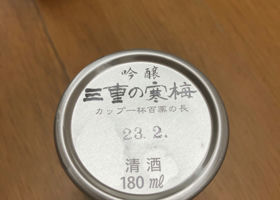 吟醸
三重の寒梅
カップ一杯百薬の長
23.2.
清酒
180㎖